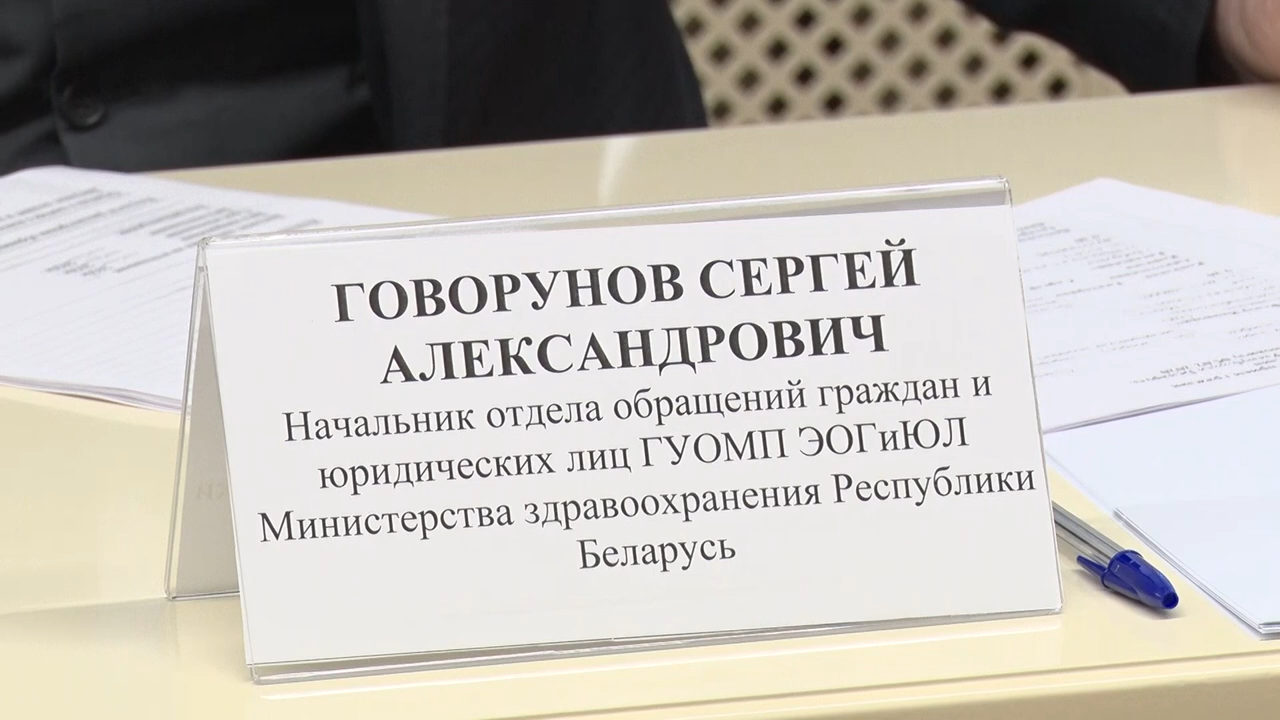 ГОВОРУНОВ СЕРГЕЙ
АЛЕКСАНДРОВИЧ
Начальник отдела обращений граждан и
юридических лиц ГУОМП ЭОГиЮЛ
Министерства здравоохранения Республики
Беларусь